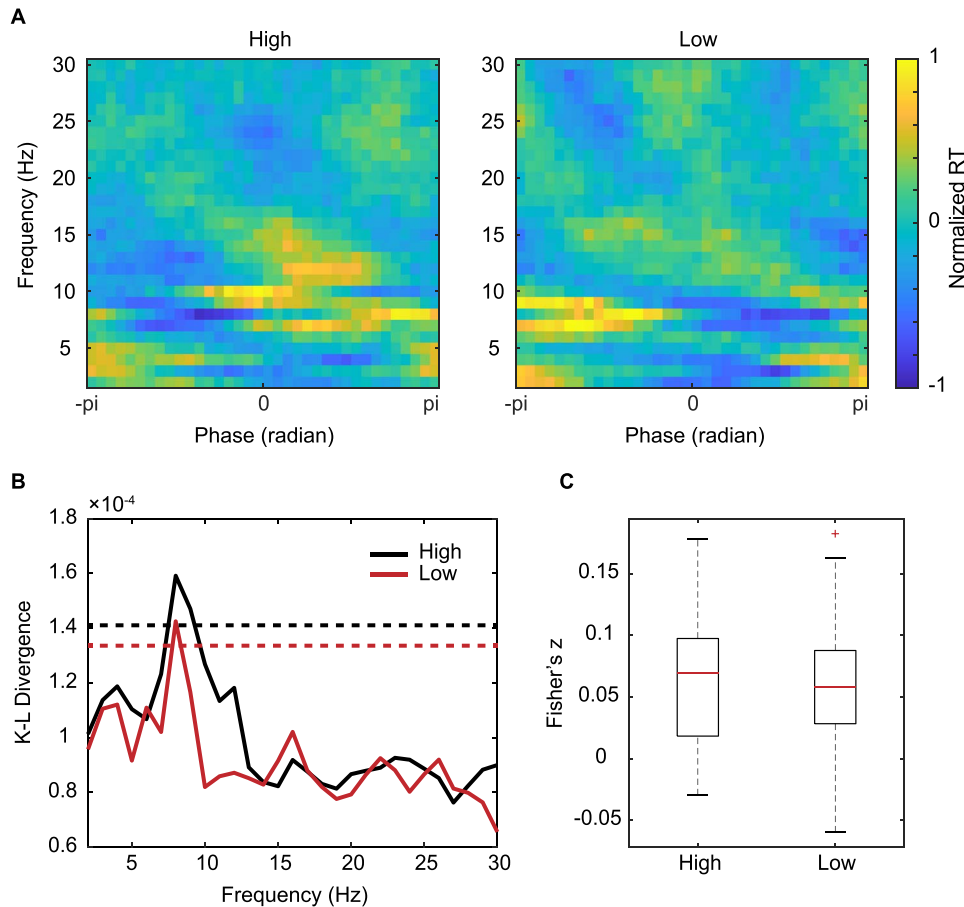 A
High
Low
30
25
20
15
10
5
Frequency (Hz)
-pi
0
pi
Phase (radian)
30
25
20
15
10
5
-pi
0
pi
Phase (radian)
1
0
-1
Normalized RT
B
×10-4
1.8
1.6
1.4
1.2
1
0.8
0.6
K-L Divergence
High
Low
5
10
15
20
25
30
Frequency (Hz)
C
0.15
0.1
0.05
0
-0.05
Fisher's z
High
Low